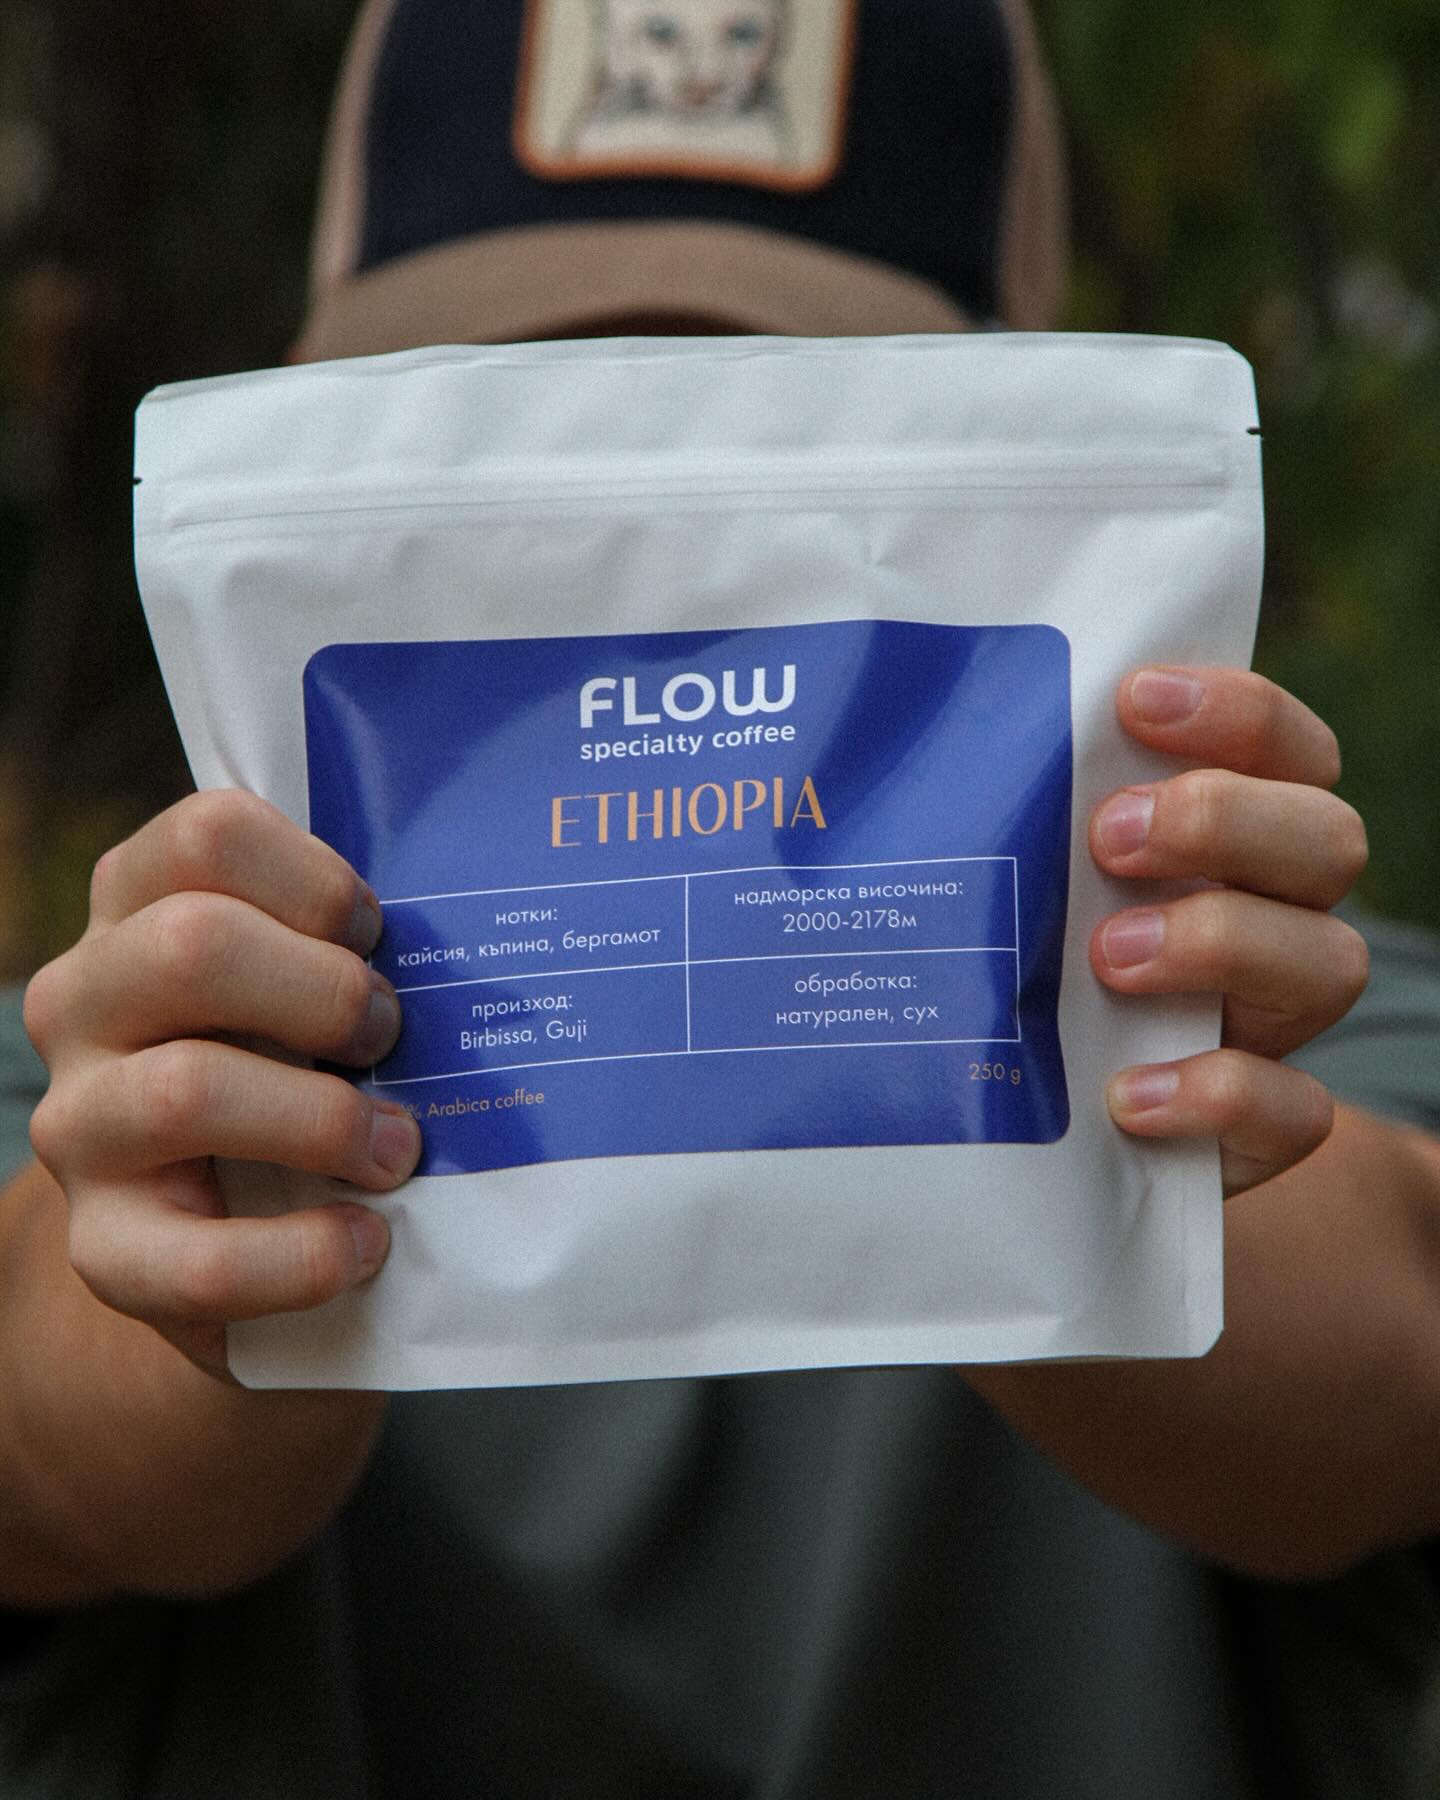 FLOW
specialty coffee
ETHIOPIA
нотки:
кайсия, къпина, бергамот
надморска височина:
2000-2178м
произход:
Birbissa, Guji
обработка:
натурален, сух
% Arabica coffee
250 g